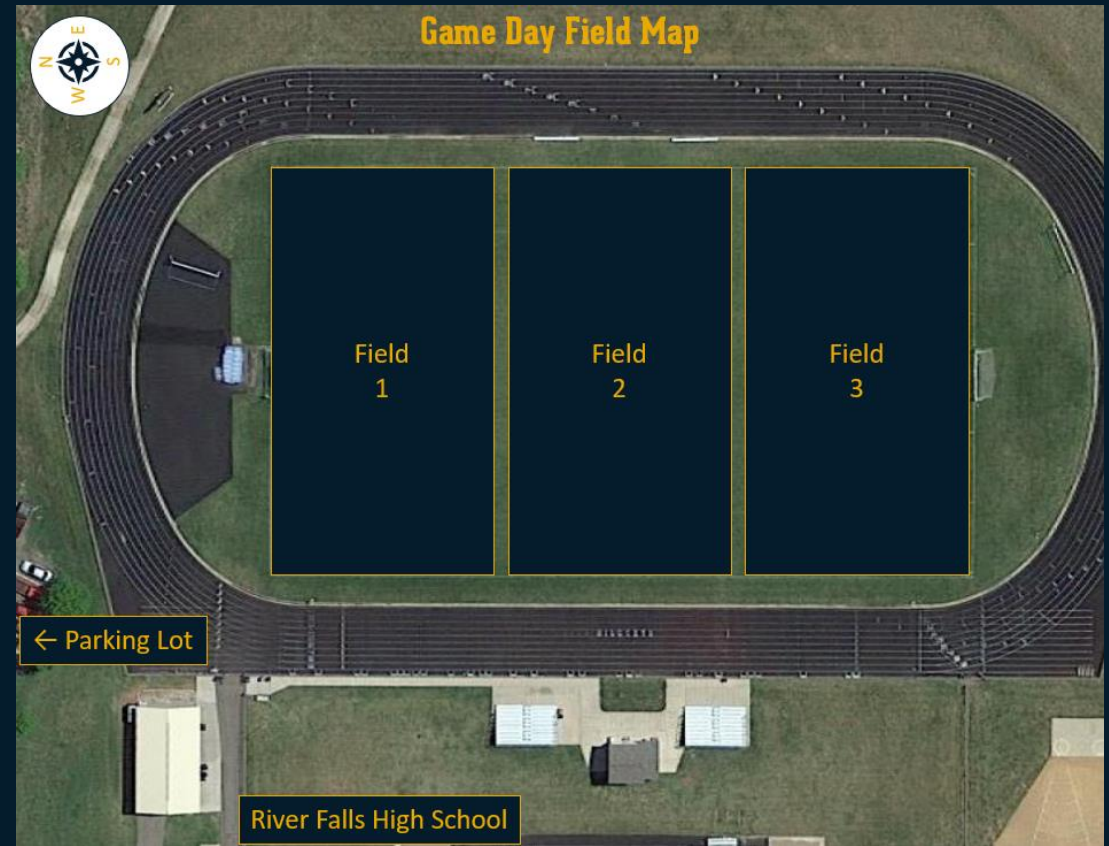 Game Day Field Map
E
N
S
W
Field
1
Field
2
Field
3
← Parking Lot
River Falls High School